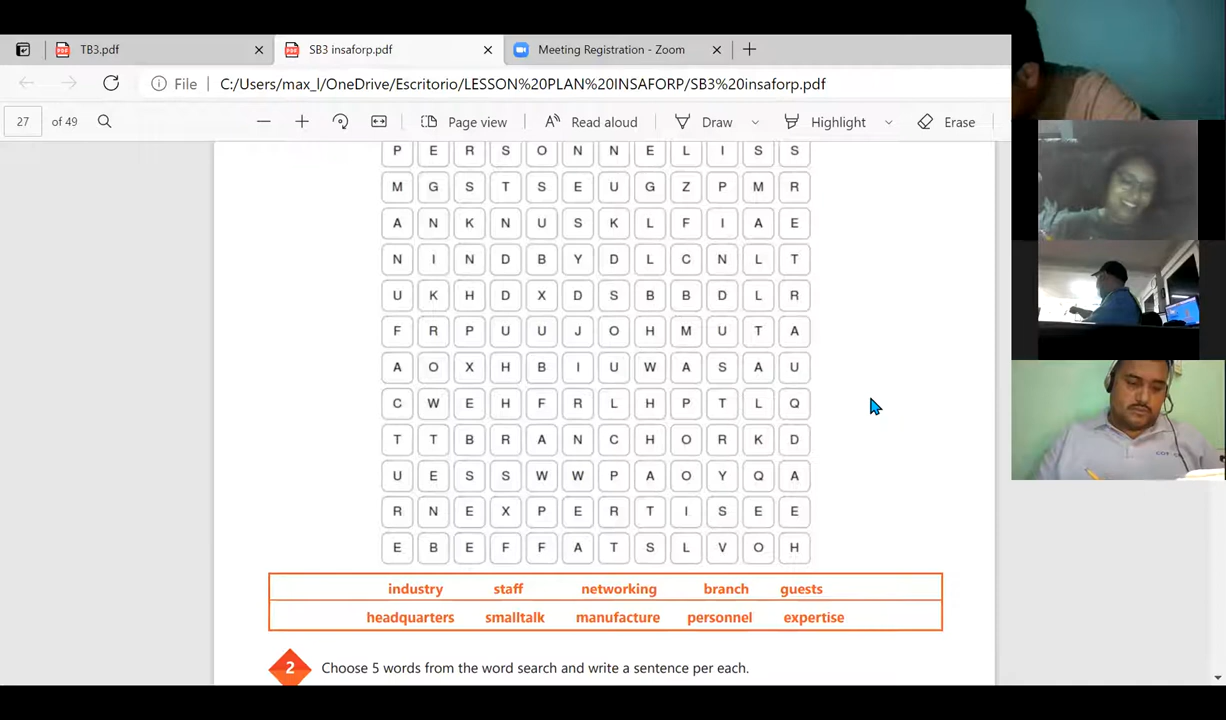 TB3.pdf
SB3 insaforp.pdf
Meeting Registration - Zoom
File
C:/Users/max_l/OneDrive/Escritorio/LESSON%20PLAN%20INSAFORP/SB3%20insaforp.pdf
27 of 49
Page view
Read aloud
Draw
Highlight
Erase
P E R S O N N E L I S S
M G S T S E U G Z P M R
A N K N U S K L F I A E
N I N D B Y D L C N L T
U K H D X D S B B D L R
F R P U U J O H M U T A
A O X H B I U W A S A U
C W E H F R L H P T L Q
T T B R A N C H O R K D
U E S S W W P A O Y Q A
R N E X P E R T I S E E
E B E F F A T S L V O H
industry staff networking branch guests
headquarters smalltalk manufacture personnel expertise
2 Choose 5 words from the word search and write a sentence per each.